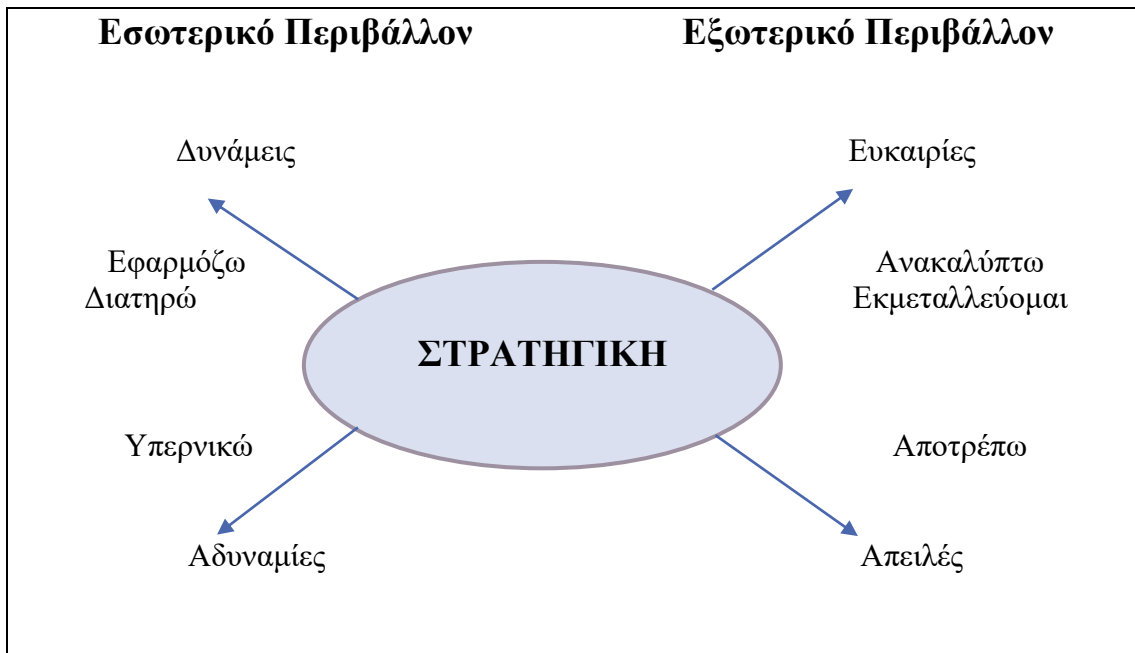 Εσωτερικό Περιβάλλον
Εξωτερικό Περιβάλλον
Δυνάμεις
Ευκαιρίες
Εφαρμόζω
Διατηρώ
Ανακαλύπτω
Εκμεταλλεύομαι
ΣΤΡΑΤΗΓΙΚΗ
Υπερνικώ
Αποτρέπω
Αδυναμίες
Απειλές